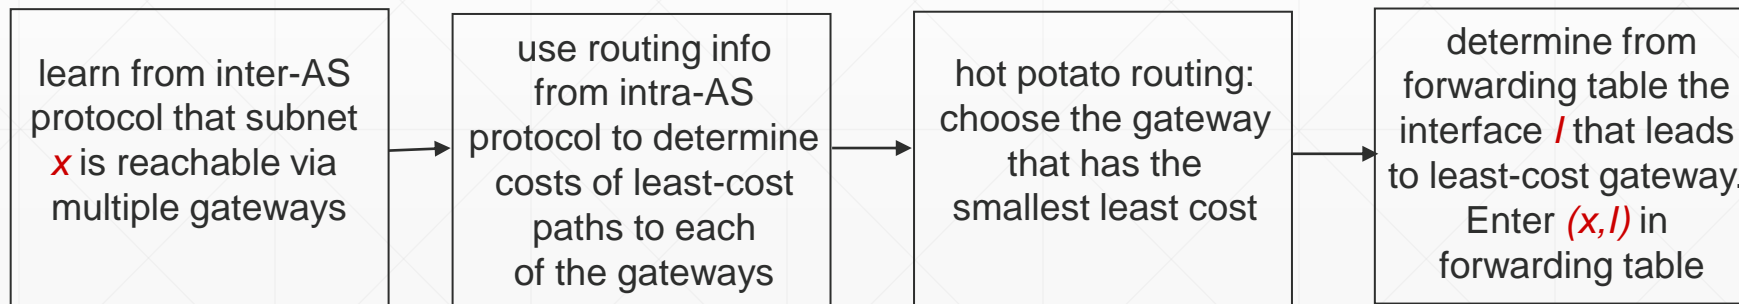 learn from inter-AS
protocol that subnet
x is reachable via
multiple gateways
use routing info
from intra-AS
protocol to determine
costs of least-cost
paths to each
of the gateways
hot potato routing:
choose the gateway
that has the
smallest least cost
determine from
forwarding table the
interface I that leads
to least-cost gateway.
Enter (x,I) in
forwarding table